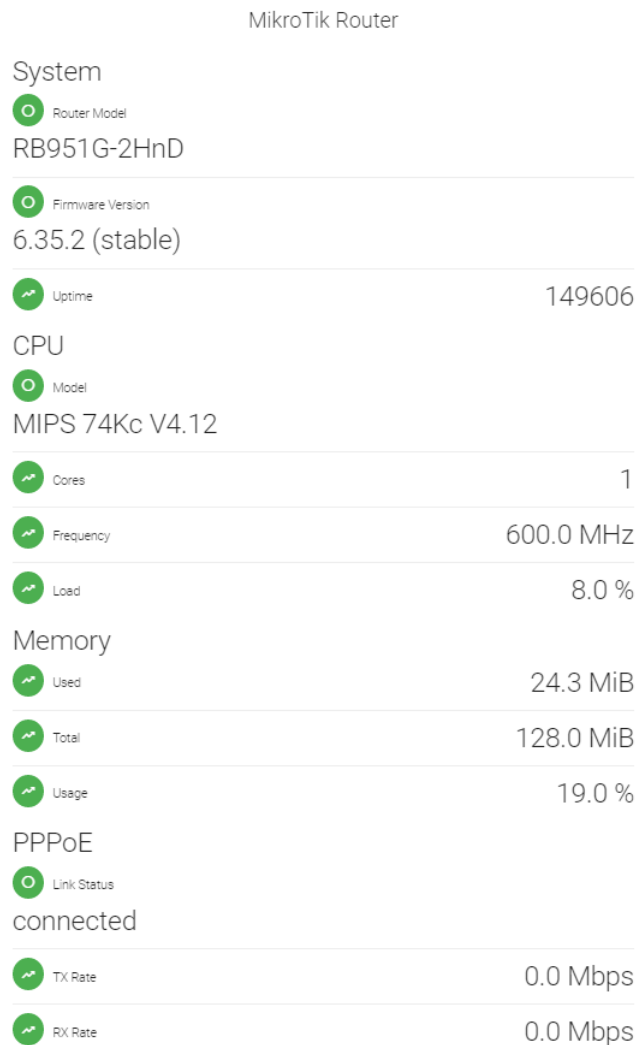 MikroTik Router
System
Router Model
RB951G-2HnD
Firmware Version
6.35.2 (stable)
Uptime 149606
CPU
Model
MIPS 74Kc V4.12
Cores 1
Frequency 600.0 MHz
Load 8.0 %
Memory
Used 24.3 MiB
Total 128.0 MiB
Usage 19.0 %
PPPoE
Link Status
connected
TX Rate 0.0 Mbps
RX Rate 0.0 Mbps